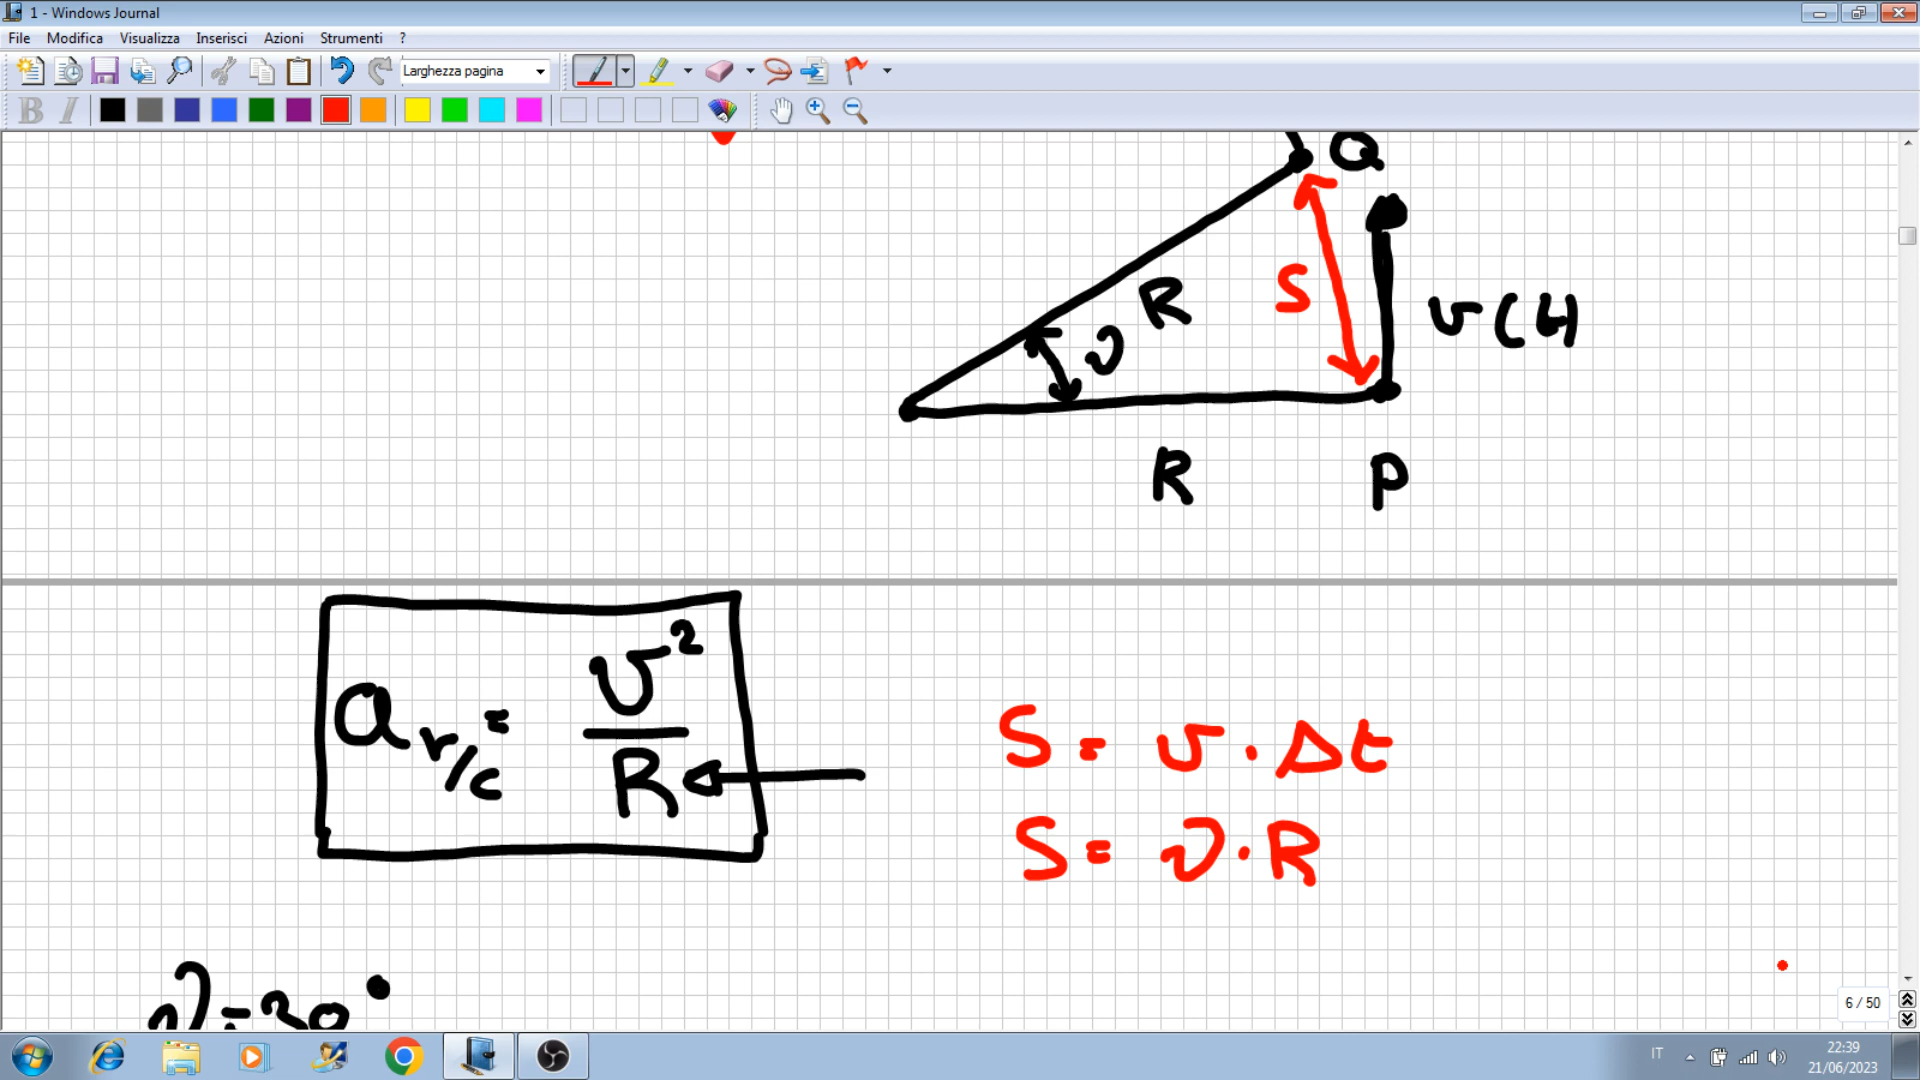 1 - Windows Journal
File Modifica Visualizza Inserisci Azioni Strumenti ?
Larghezza pagina
B I
Q
S
R
ϑ
v(t)
R
P
a r/c = v²/R
S = v · Δt
S = ϑ · R
ϑ = 30°
6 / 50
IT
22:39
21/06/2023